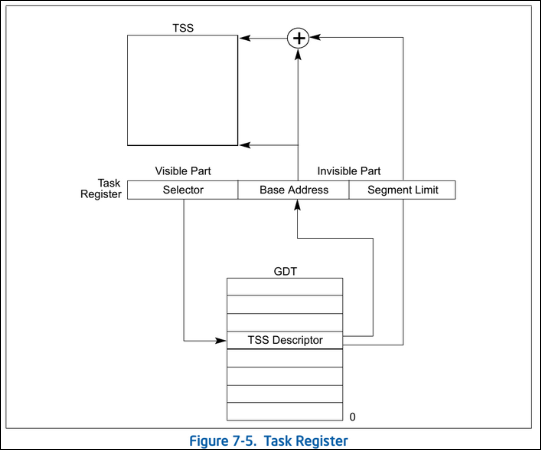 TSS
+
Visible Part
Invisible Part
Task
Register
Selector
Base Address
Segment Limit
GDT
TSS Descriptor
0
Figure 7-5. Task Register